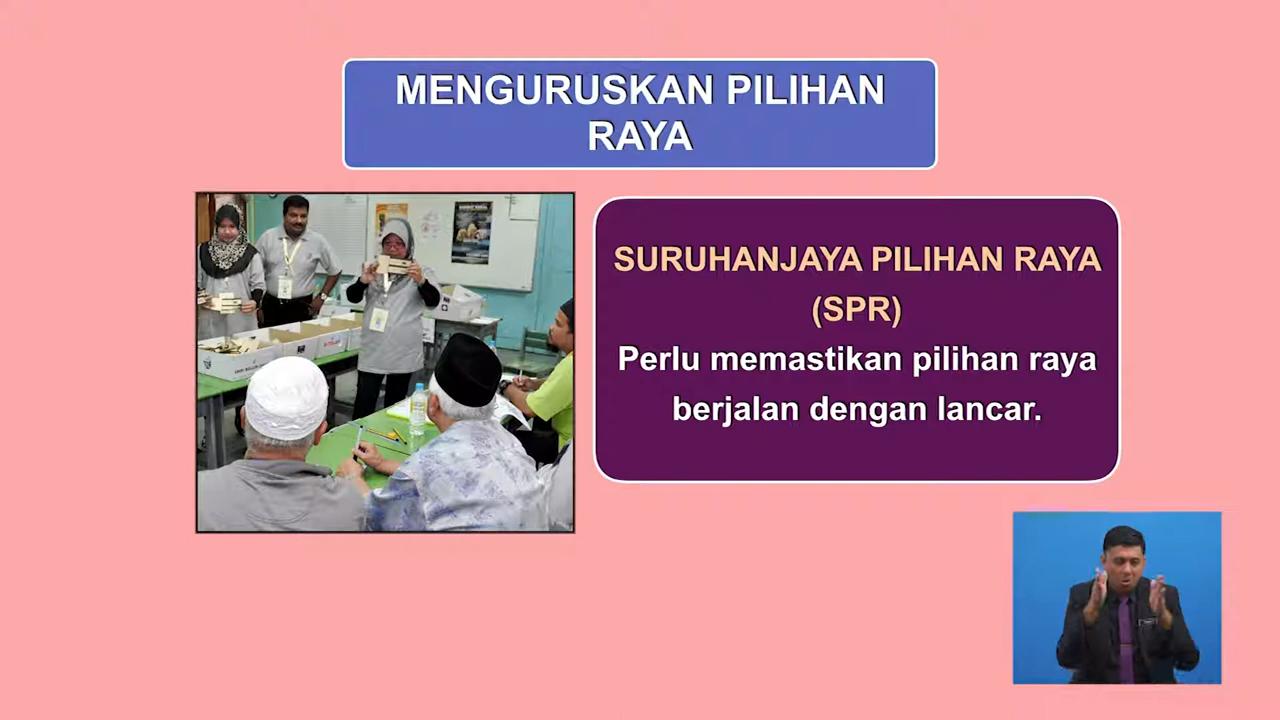 MENGURUSKAN PILIHAN
RAYA
SURUHANJAYA PILIHAN RAYA
(SPR)
Perlu memastikan pilihan raya
berjalan dengan lancar.